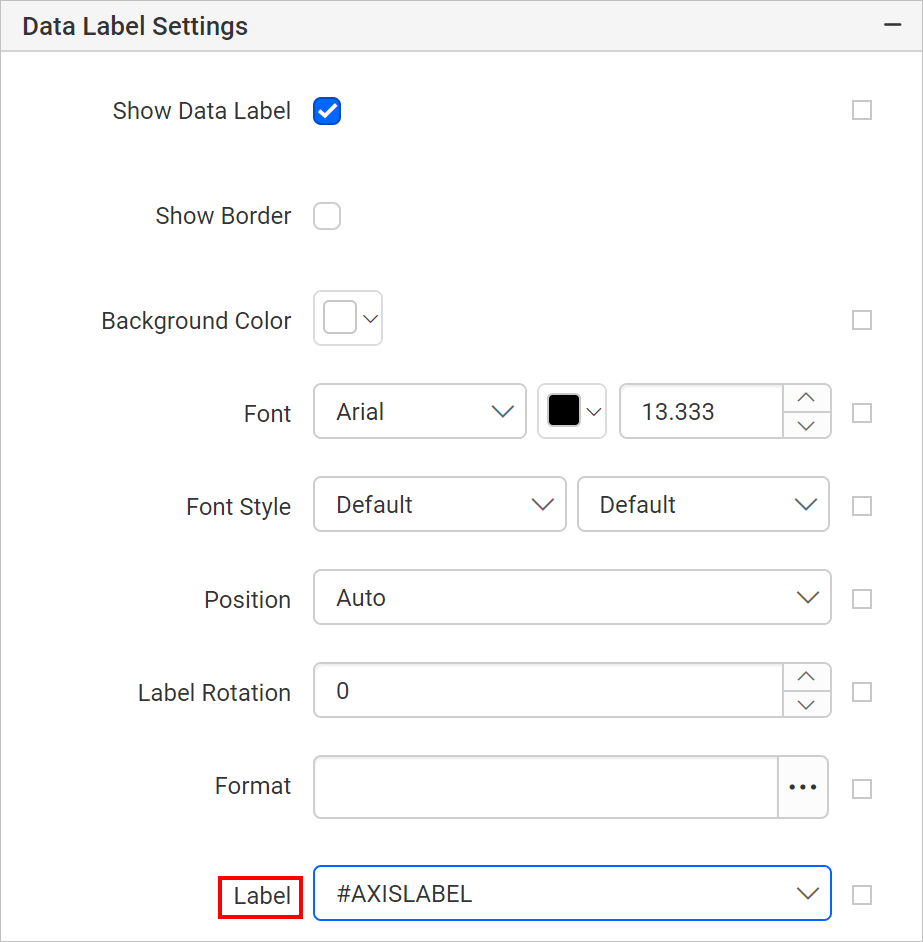 Data Label Settings
Show Data Label
Show Border
Background Color
Font Arial 13.333
Font Style Default Default
Position Auto
Label Rotation 0
Format
Label #AXISLABEL